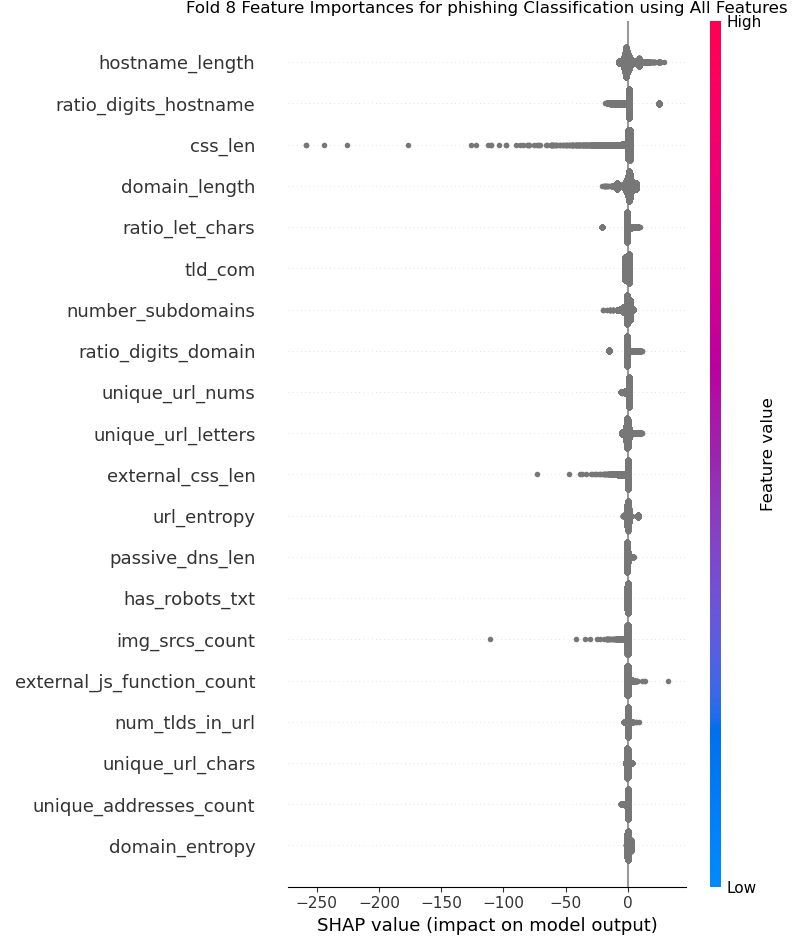 Fold 8 Feature Importances for phishing Classification using All Features
High
hostname_length
ratio_digits_hostname
css_len
domain_length
ratio_let_chars
tld_com
number_subdomains
ratio_digits_domain
unique_url_nums
unique_url_letters
external_css_len
url_entropy
passive_dns_len
has_robots_txt
img_srcs_count
external_js_function_count
num_tlds_in_url
unique_url_chars
unique_addresses_count
domain_entropy
Feature value
Low
−250 −200 −150 −100 −50 0
SHAP value (impact on model output)